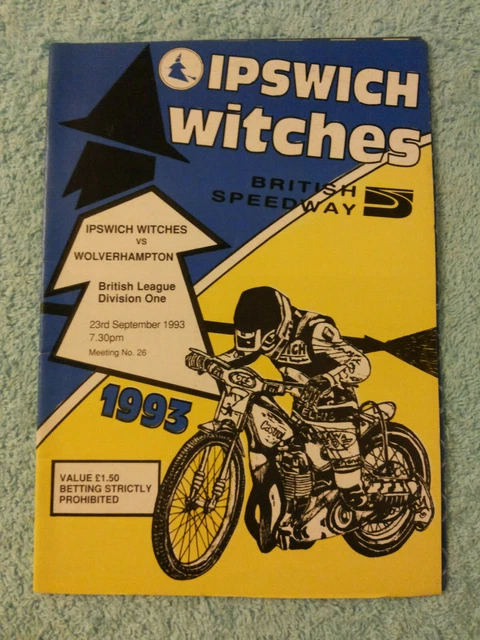 IPSWICH
witches
BRITISH
SPEEDWAY
IPSWICH WITCHES
VS
WOLVERHAMPTON
British League
Division One
23rd September 1993
7.30pm
Meeting No. 26
1993
VALUE £1.50
BETTING STRICTLY
PROHIBITED